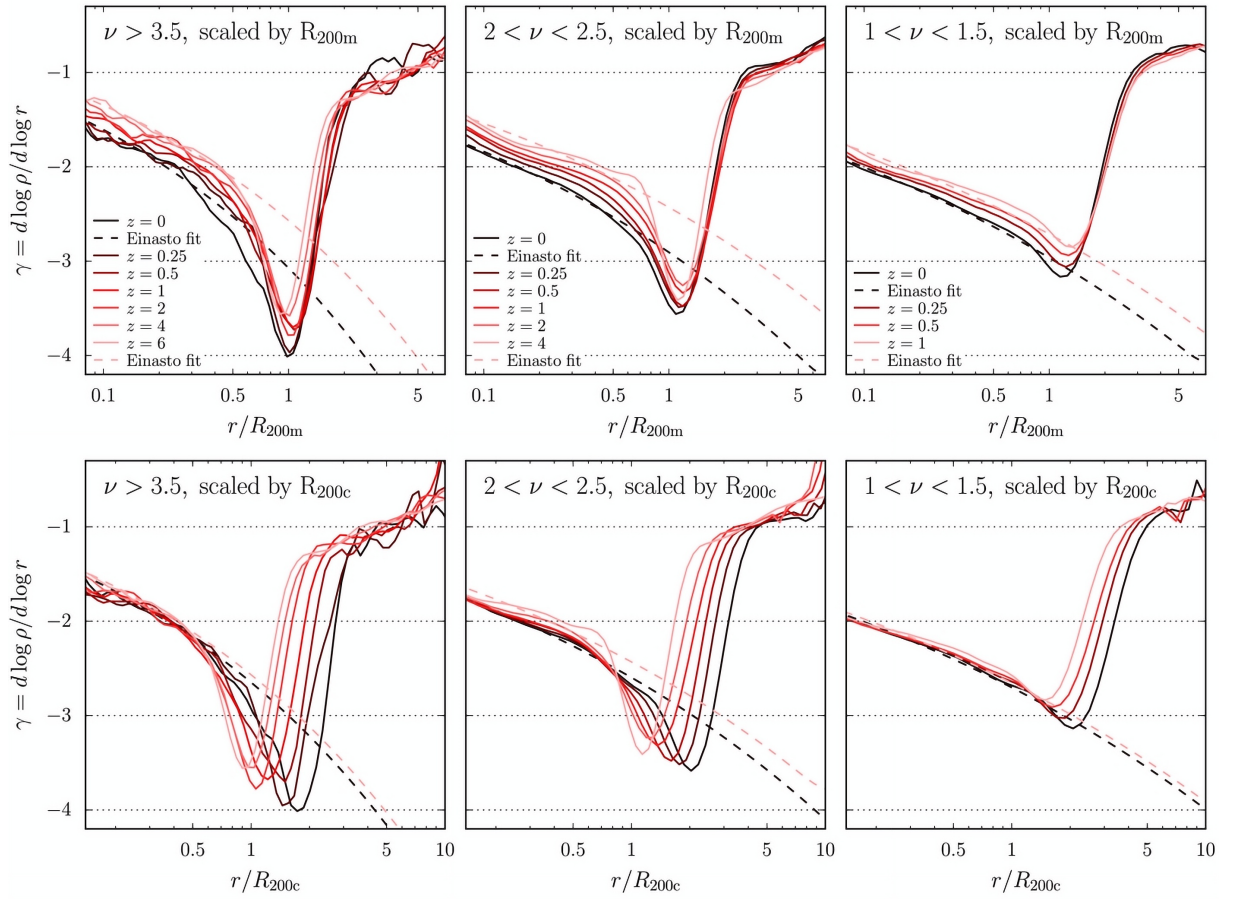 ν > 3.5, scaled by R200m
2 < ν < 2.5, scaled by R200m
1 < ν < 1.5, scaled by R200m
γ = d log ρ/d log r
−1
−2
−3
−4
z = 0
Einasto fit
z = 0.25
z = 0.5
z = 1
z = 2
z = 4
z = 6
Einasto fit
z = 0
Einasto fit
z = 0.25
z = 0.5
z = 1
z = 2
z = 4
Einasto fit
z = 0
Einasto fit
z = 0.25
z = 0.5
z = 1
Einasto fit
0.1 0.5 1 5
0.1 0.5 1 5
0.1 0.5 1 5
r/R200m
r/R200m
r/R200m
ν > 3.5, scaled by R200c
2 < ν < 2.5, scaled by R200c
1 < ν < 1.5, scaled by R200c
γ = d log ρ/d log r
−1
−2
−3
−4
0.5 1 5 10
0.5 1 5 10
0.5 1 5 10
r/R200c
r/R200c
r/R200c